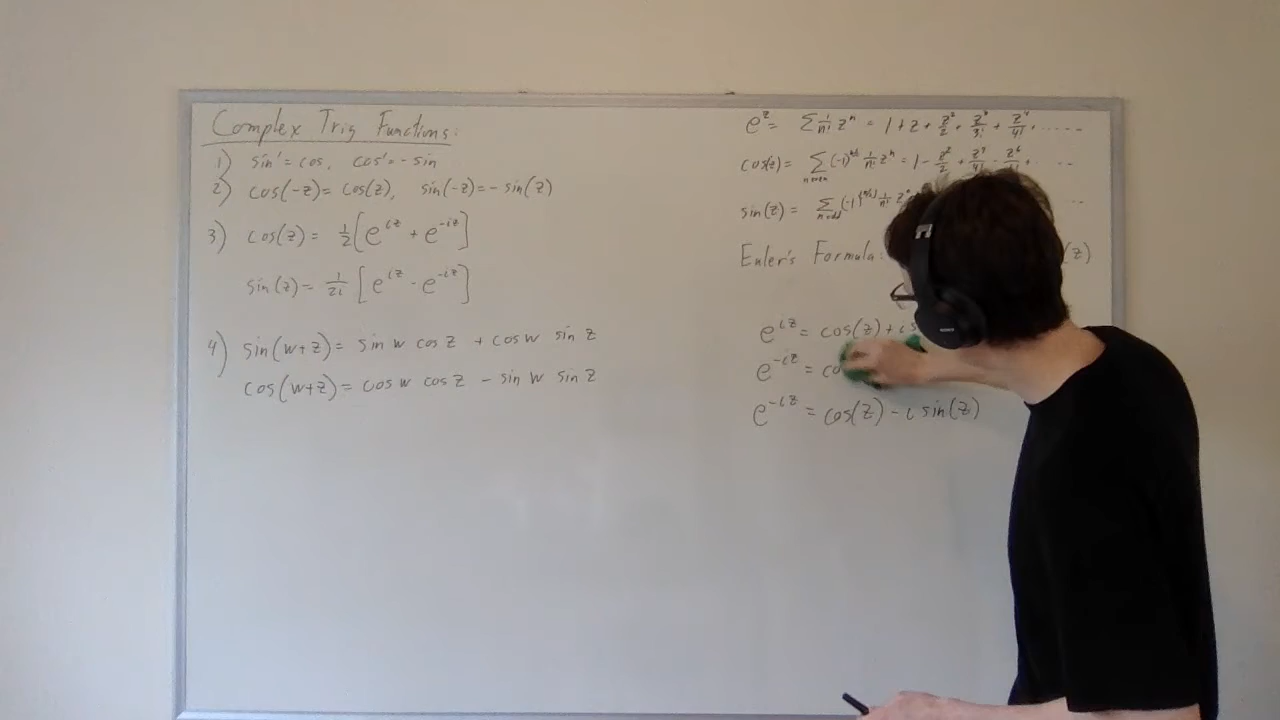 Complex Trig Functions:
1) sin' = cos, cos' = - sin
2) cos(-z) = cos(z), sin(-z) = - sin(z)
3) cos(z) = 1/2 [e^{iz} + e^{-iz}]
sin(z) = 1/2i [e^{iz} - e^{-iz}]
4) sin(w+z) = sin w cos z + cos w sin z
cos(w+z) = cos w cos z - sin w sin z
e^z = Σ 1/n! z^n = 1 + z + z^2/2 + z^3/3! + z^4/4! + .....
cos(z) = Σ_{n even} (-1)^{n/2} 1/n! z^n = 1 - z^2/2 + z^4/4! - z^6
sin(z) = Σ_{n odd} 1/n!
Euler's Formula: (z)
e^{iz} = cos(z) + i s
e^{-iz} = co
e^{-iz} = cos(z) - i sin(z)
SONY